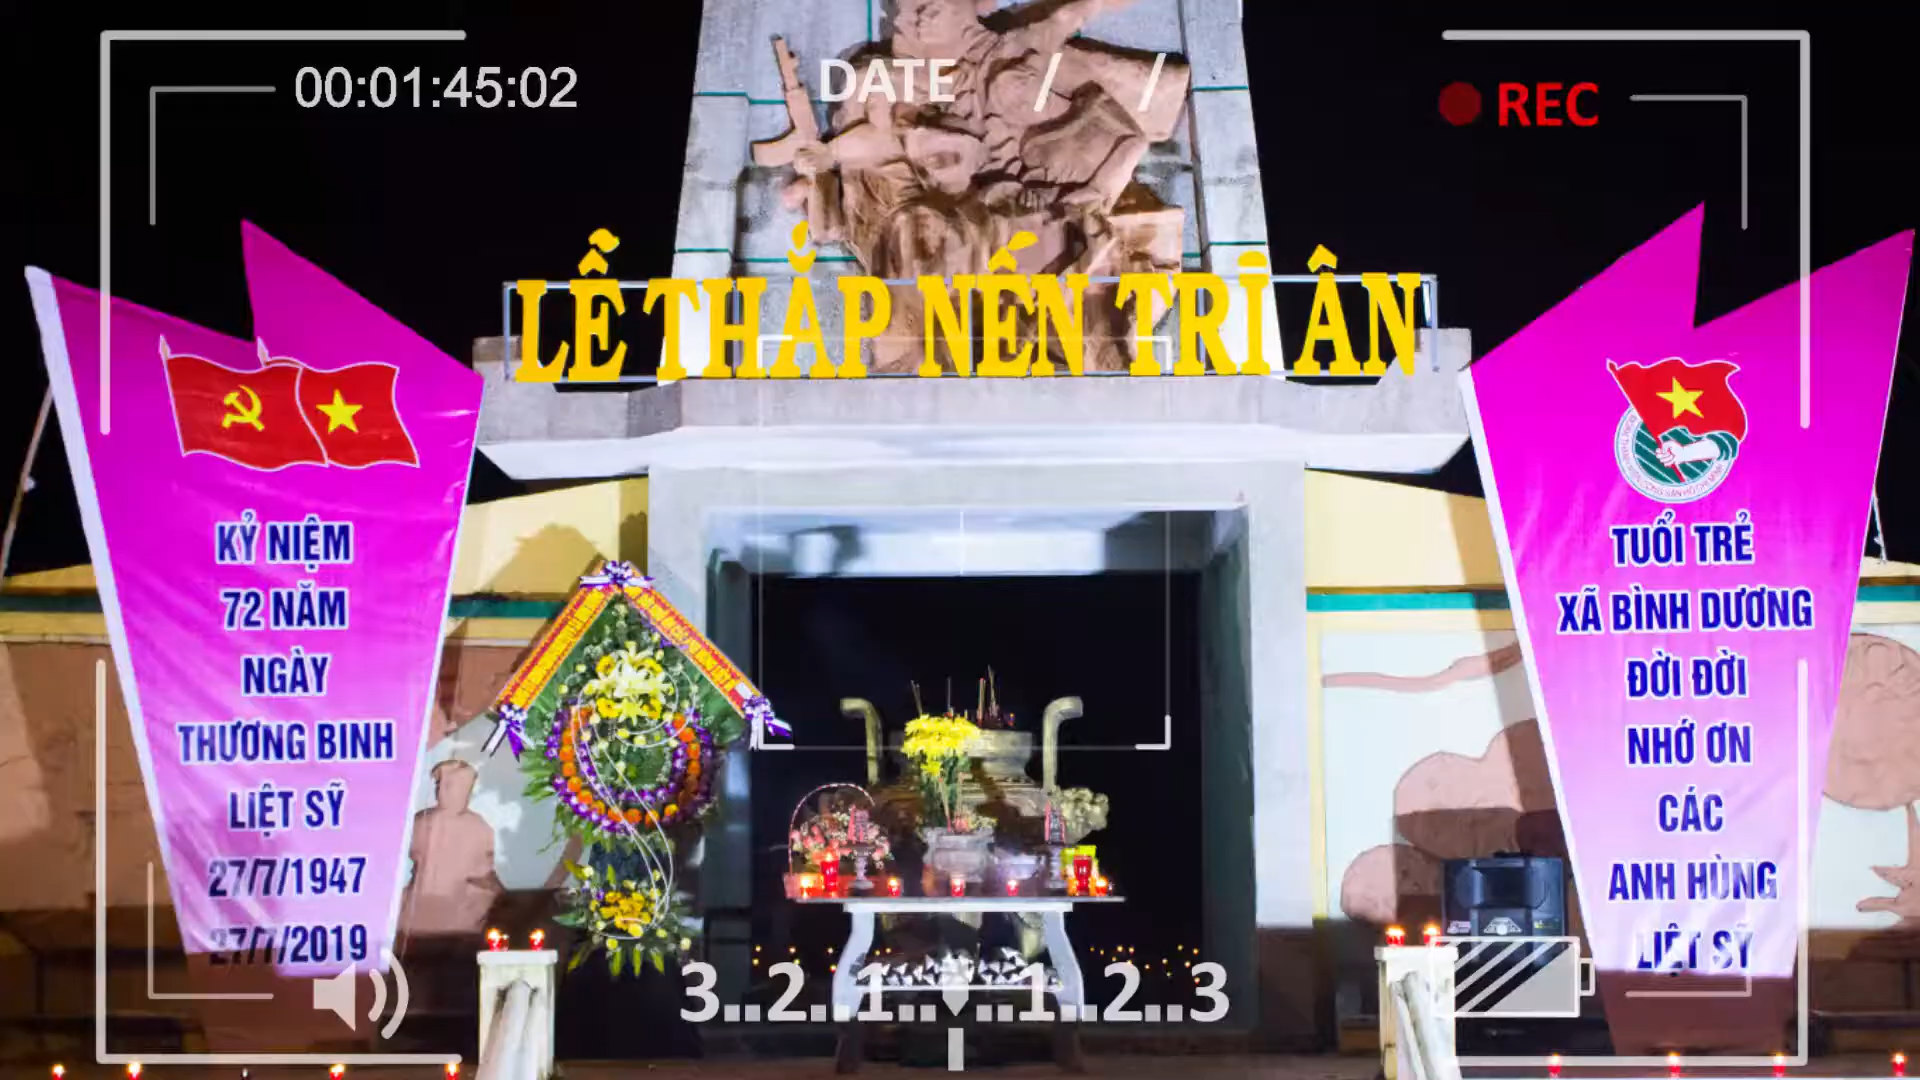 00:01:45:02
DATE / /
REC
LỄ THẮP NẾN TRI ÂN
KỶ NIỆM
72 NĂM
NGÀY
THƯƠNG BINH
LIỆT SỸ
27/7/1947
27/7/2019
TUỔI TRẺ
XÃ BÌNH DƯƠNG
ĐỜI ĐỜI
NHỚ ƠN
CÁC
ANH HÙNG
LIỆT SỸ
3..2..1.. ..1..2..3